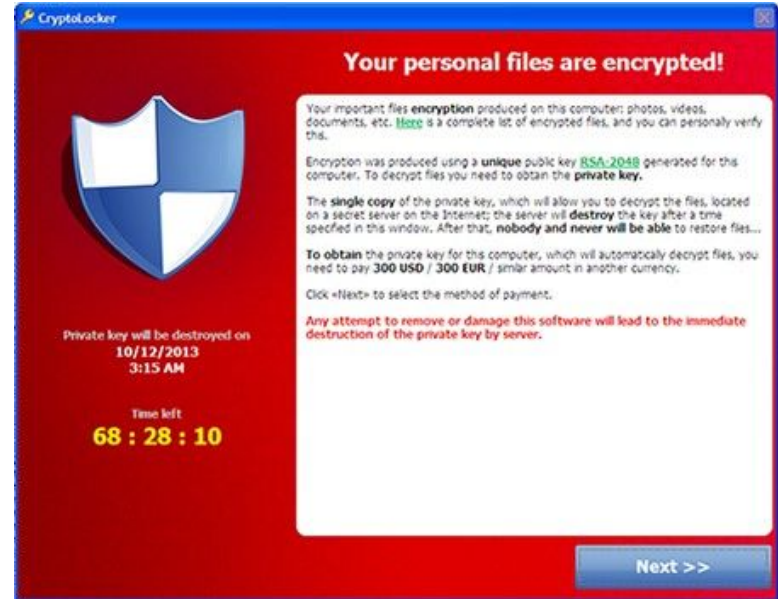 CryptoLocker
Your personal files are encrypted!
Your important files encryption produced on this computer: photos, videos,
documents, etc. Here is a complete list of encrypted files, and you can personaly verify
this.
Encryption was produced using a unique public key RSA-2048 generated for this
computer. To decrypt files you need to obtain the private key.
The single copy of the private key, which will allow you to decrypt the files, located
on a secret server on the Internet; the server will destroy the key after a time
specified in this window. After that, nobody and never will be able to restore files...
To obtain the private key for this computer, which will automaticaly decrypt files, you
need to pay 300 USD / 300 EUR / similar amount in another currency.
Click «Next» to select the method of payment.
Any attempt to remove or damage this software will lead to the immediate
destruction of the private key by server.
Private key will be destroyed on
10/12/2013
3:15 AM
Time left
68 : 28 : 10
Next >>